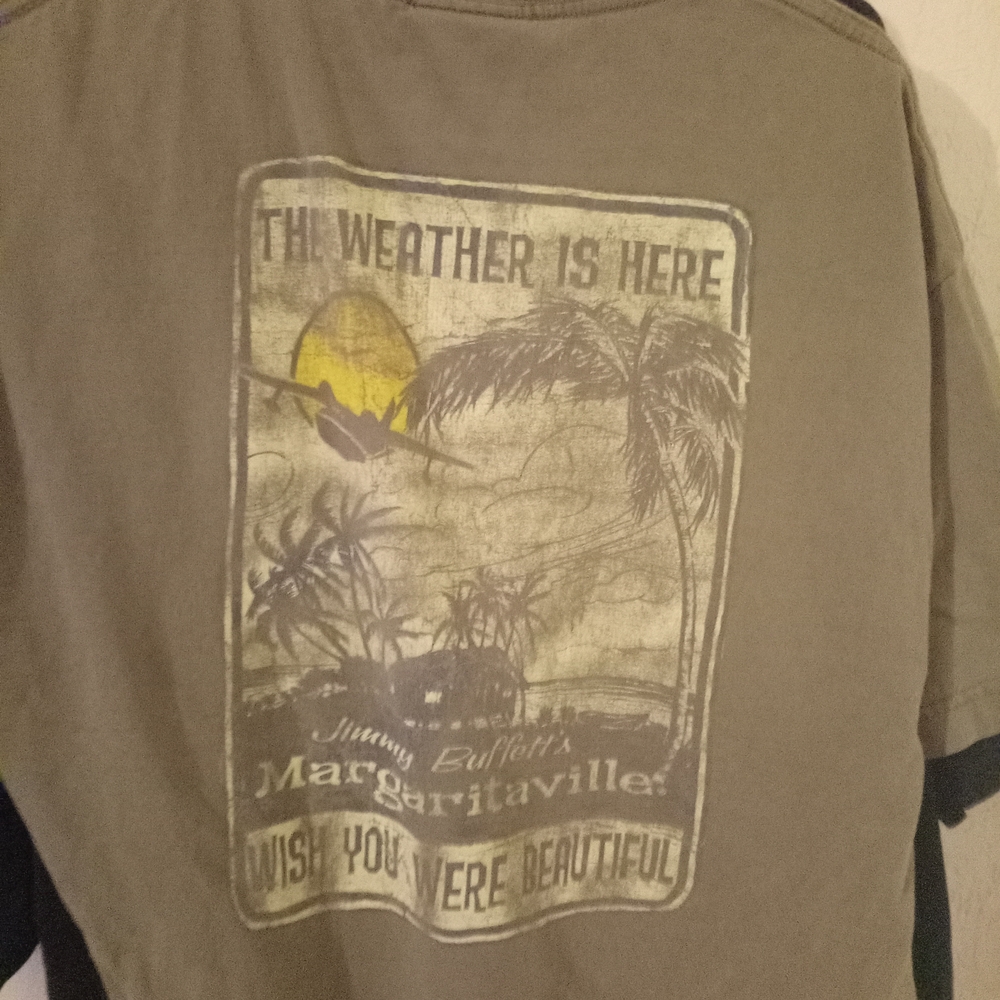 THE WEATHER IS HERE
Jimmy Buffett's
Margaritaville
WISH YOU WERE BEAUTIFUL